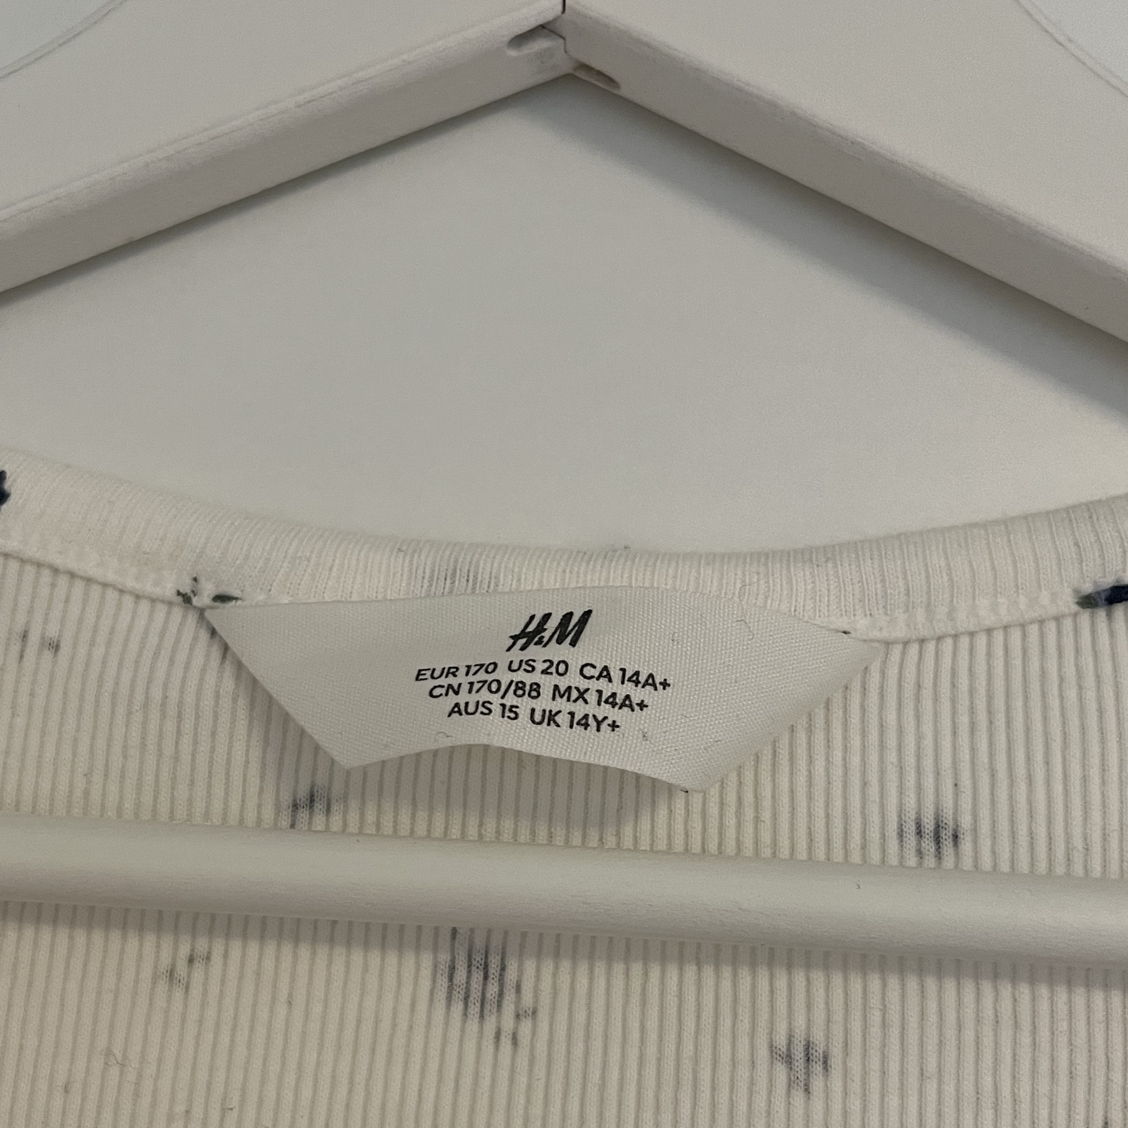 H&M
EUR 170 US 20 CA 14A+
CN 170/88 MX 14A+
AUS 15 UK 14Y+